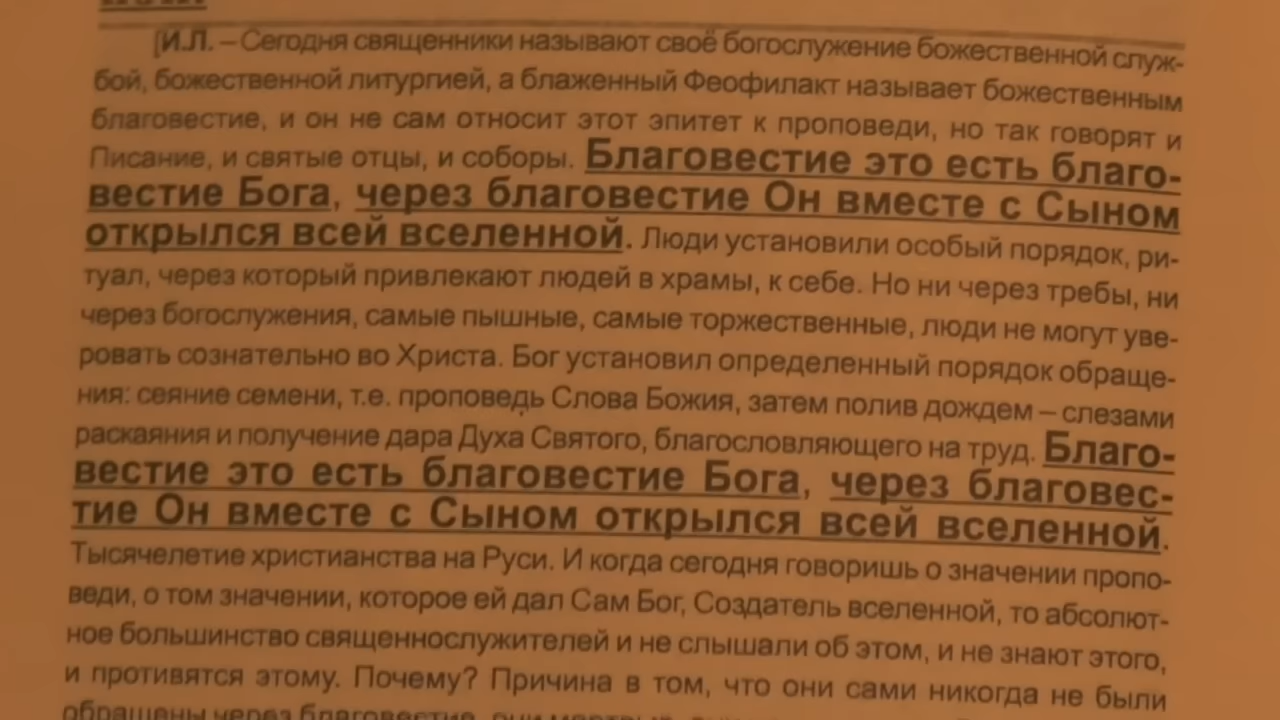 [И.Л. – Сегодня священники называют своё богослужение божественной служ-
бой, божественной литургией, а блаженный Феофилакт называет божественным
благовестие, и он не сам относит этот эпитет к проповеди, но так говорят и
Писание, и святые отцы, и соборы. Благовестие это есть благо-
вестие Бога, через благовестие Он вместе с Сыном
открылся всей вселенной. Люди установили особый порядок, ри-
туал, через который привлекают людей в храмы, к себе. Но ни через требы, ни
через богослужения, самые пышные, самые торжественные, люди не могут уве-
ровать сознательно во Христа. Бог установил определенный порядок обраще-
ния: сеяние семени, т.е. проповедь Слова Божия, затем полив дождем – слезами
раскаяния и получение дара Духа Святого, благословляющего на труд. Благо-
вестие это есть благовестие Бога, через благовес-
тие Он вместе с Сыном открылся всей вселенной.
Тысячелетие христианства на Руси. И когда сегодня говоришь о значении пропо-
веди, о том значении, которое ей дал Сам Бог, Создатель вселенной, то абсолют-
ное большинство священнослужителей и не слышали об этом, и не знают этого,
и противятся этому. Почему? Причина в том, что они сами никогда не были
обращены через благовестие, они